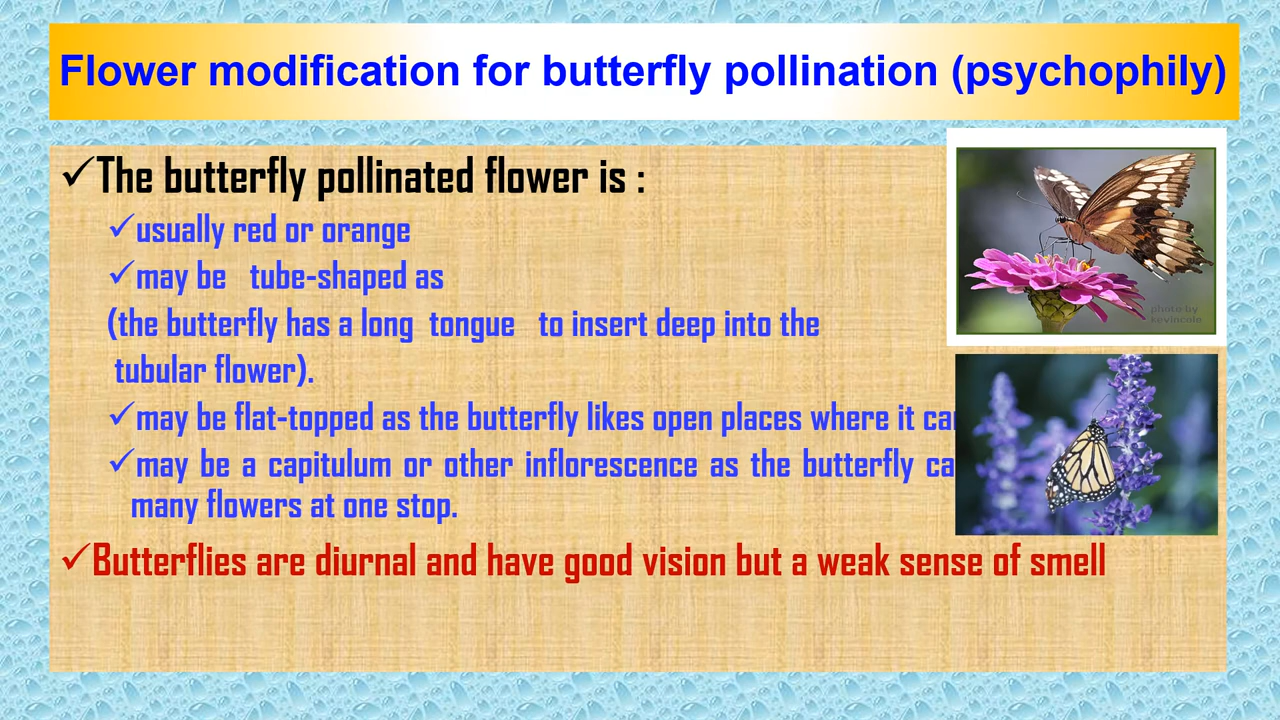 Flower modification for butterfly pollination (psychophily)
✓The butterfly pollinated flower is :
✓usually red or orange
✓may be tube-shaped as
(the butterfly has a long tongue to insert deep into the
tubular flower).
✓may be flat-topped as the butterfly likes open places where it
✓may be a capitulum or other inflorescence as the butterfly
many flowers at one stop.
✓Butterflies are diurnal and have good vision but a weak sense of smell
photo by
kevincole